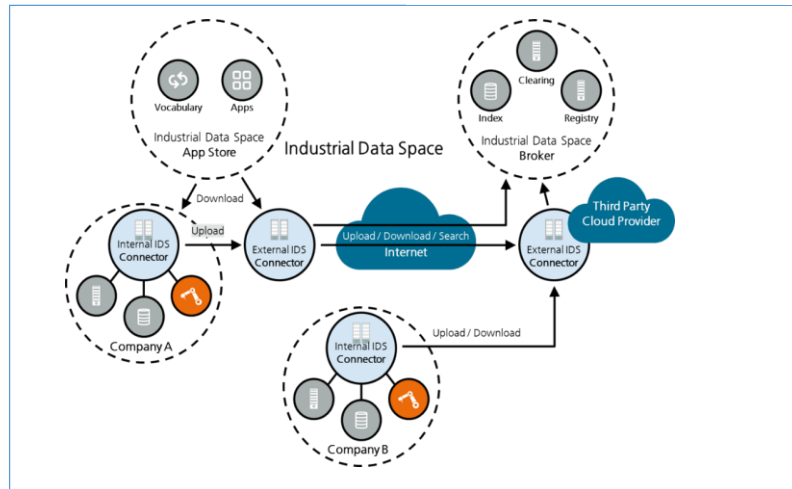 Vocabulary
Apps
Industrial Data Space
App Store
Clearing
Index
Registry
Industrial Data Space
Broker
Industrial Data Space
Download
Internal IDS
Connector
Upload
External IDS
Connector
Upload / Download / Search
Internet
External IDS
Connector
Third Party
Cloud Provider
Company A
Upload / Download
Internal IDS
Connector
Company B